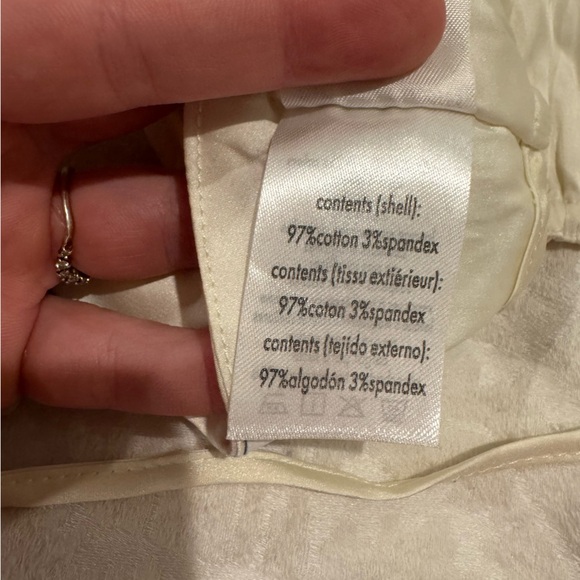 contents (shell):
97%cotton 3%spandex
contents (tissu extiérieur):
97%coton 3%spandex
contents (tejido externo):
97%algodón 3%spandex